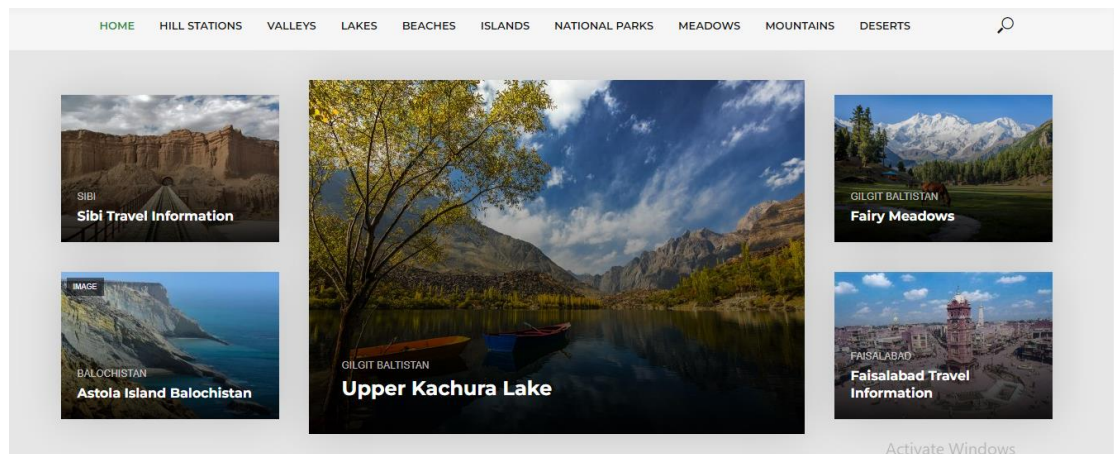 HOME HILL STATIONS VALLEYS LAKES BEACHES ISLANDS NATIONAL PARKS MEADOWS MOUNTAINS DESERTS
SIBI
Sibi Travel Information
IMAGE
BALOCHISTAN
Astola Island Balochistan
GILGIT BALTISTAN
Upper Kachura Lake
GILGIT BALTISTAN
Fairy Meadows
FAISALABAD
Faisalabad Travel
Information
Activate Windows